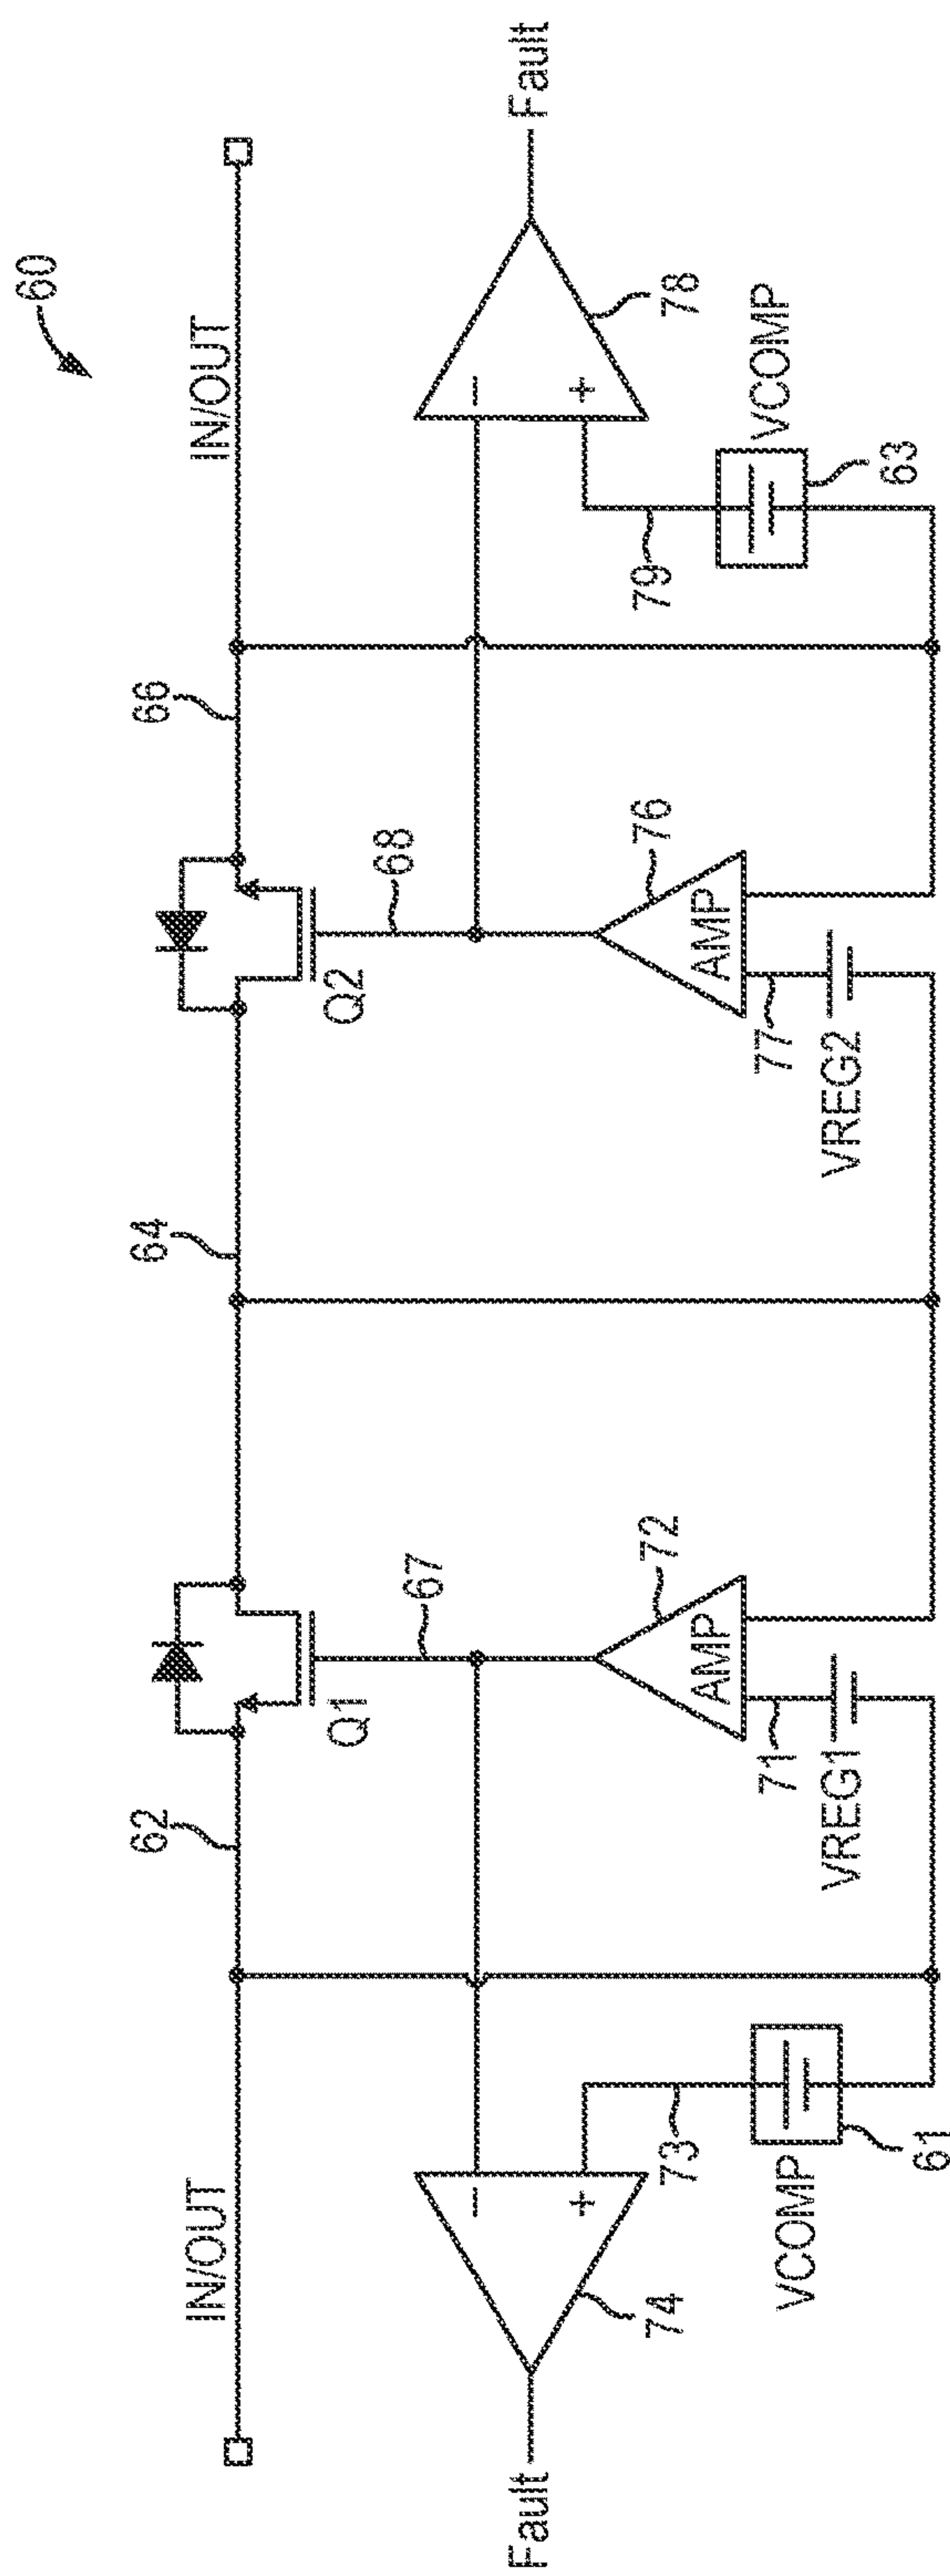 60
IN/OUT
IN/OUT
62
64
66
Q1
Q2
67
68
Fault
74
72
AMP
76
AMP
78
Fault
73
71
77
79
VCOMP
61
VREG1
VREG2
VCOMP
63